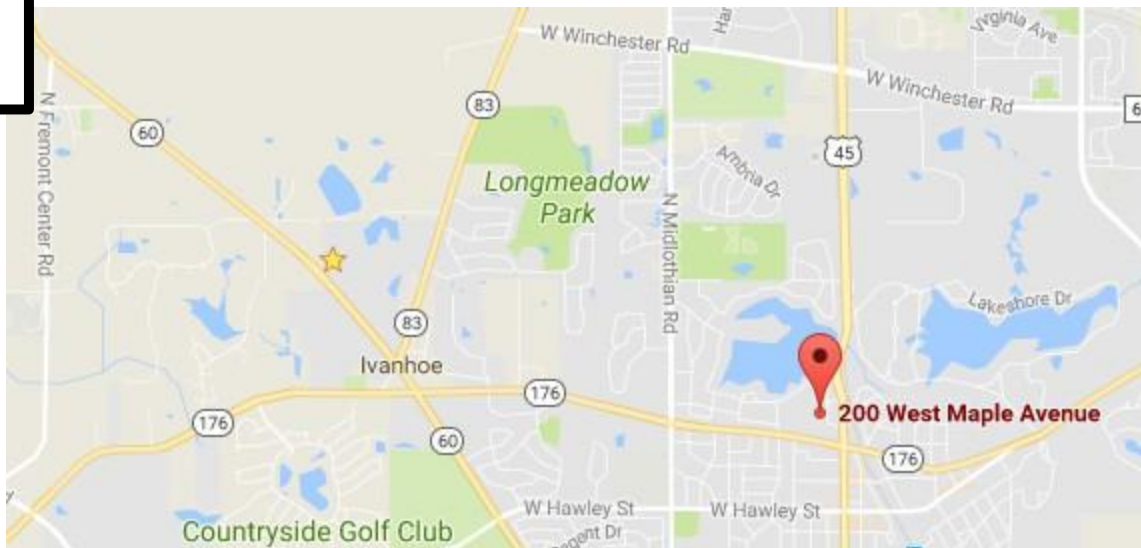 W Winchester Rd
Virginia Ave
W Winchester Rd
N Fremont Center Rd
60
83
45
Ambria Dr
Longmeadow
Park
N Midlothian Rd
Lakeshore Dr
83
Ivanhoe
176
176
60
200 West Maple Avenue
176
W Hawley St
W Hawley St
Countryside Golf Club